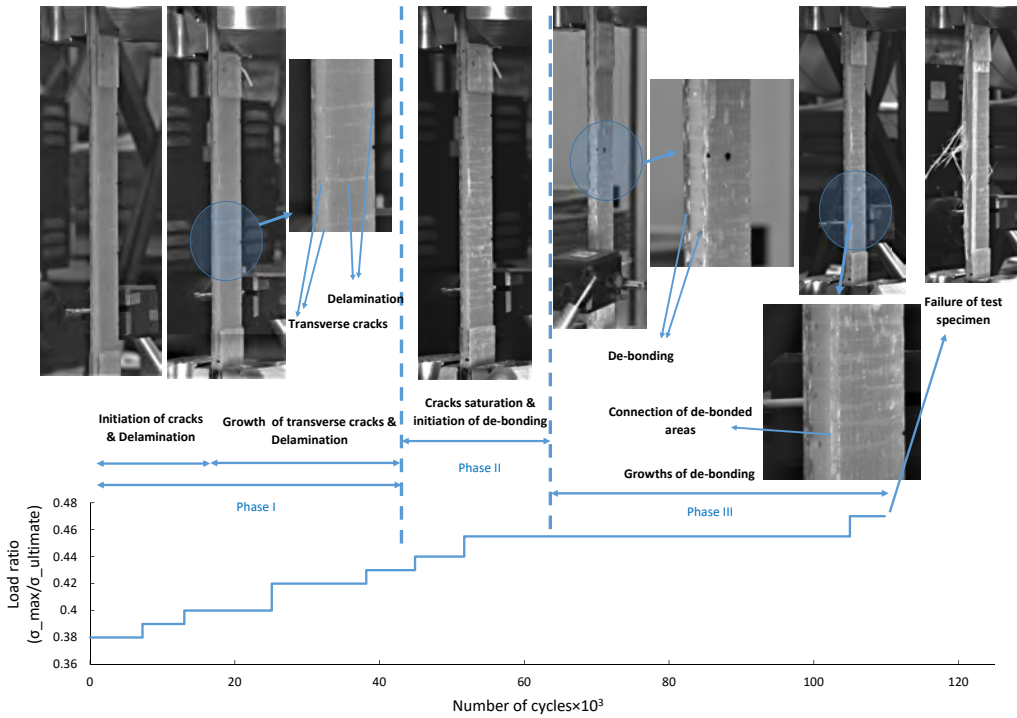 Delamination
Transverse cracks
De-bonding
Failure of test
specimen
Connection of de-bonded
areas
Initiation of cracks
& Delamination
Growth of transverse cracks &
Delamination
Cracks saturation &
initiation of de-bonding
Growths of de-bonding
Phase I
Phase II
Phase III
Load ratio
(σ_max/σ_ultimate)
0.48
0.46
0.44
0.42
0.4
0.38
0.36
0
20
40
60
80
100
120
Number of cycles×10³